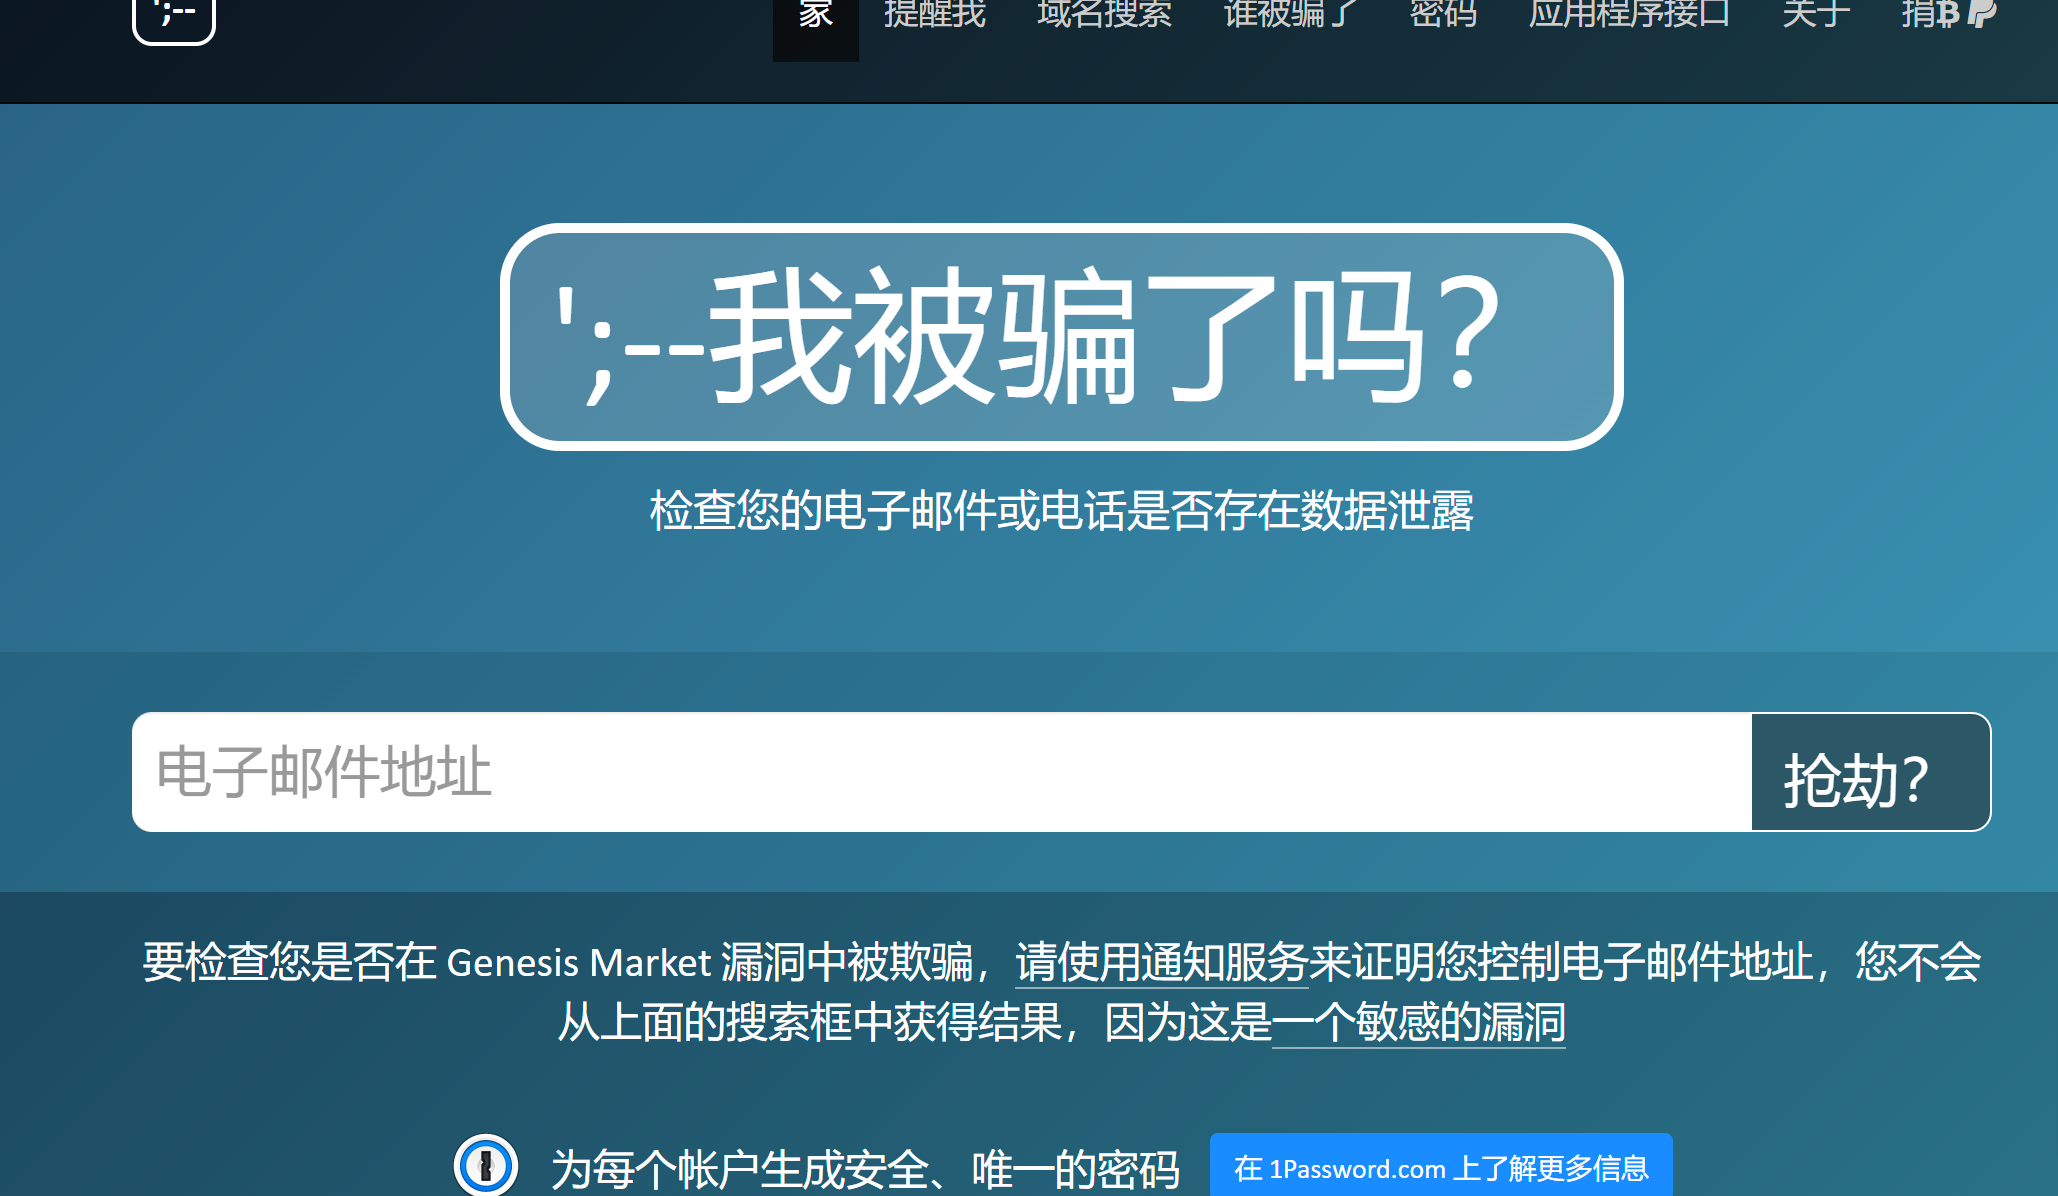 ';--
家 提醒我 域名搜索 谁被骗了 密码 应用程序接口 关于 捐
';--我被骗了吗？
检查您的电子邮件或电话是否存在数据泄露
电子邮件地址
抢劫？
要检查您是否在 Genesis Market 漏洞中被欺骗，请使用通知服务来证明您控制电子邮件地址，您不会
从上面的搜索框中获得结果，因为这是一个敏感的漏洞
为每个帐户生成安全、唯一的密码
在 1Password.com 上了解更多信息